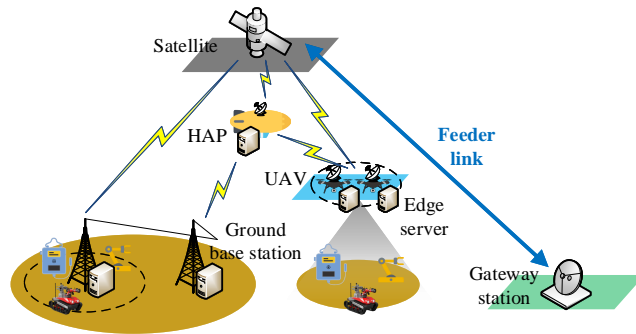 Satellite
HAP
Feeder
link
UAV
Edge
server
Ground
base station
Gateway
station